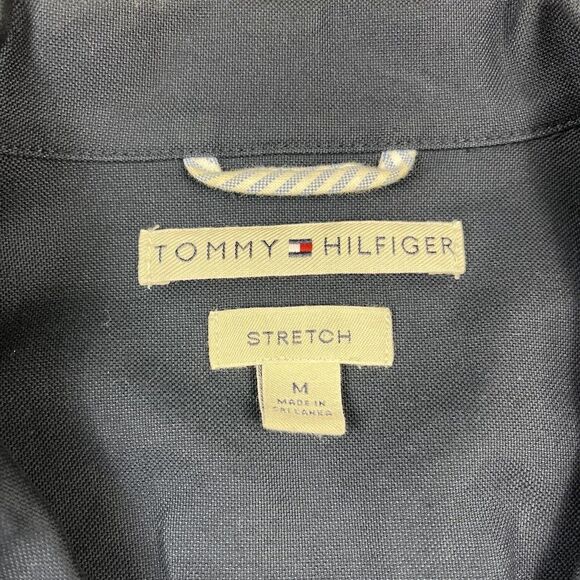 TOMMY HILFIGER
STRETCH
M
MADE IN
SRI LANKA